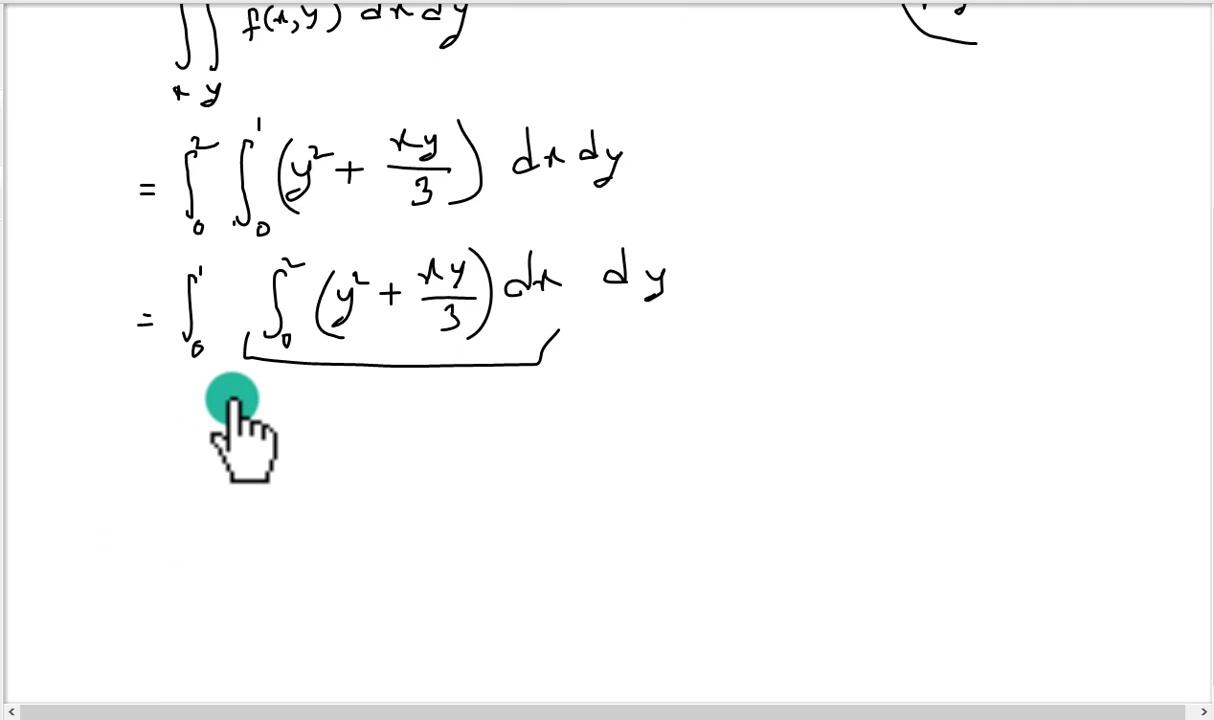 ∫∫ f(x,y) dx dy
x y
= ∫₀² ∫₀¹ (y² + xy/3) dx dy
= ∫₀¹ ∫₀² (y² + xy/3) dx dy